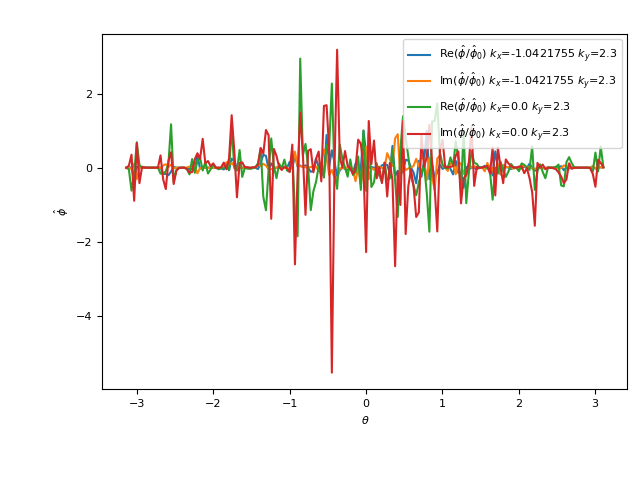 Re(φ̂/φ̂₀) kₓ=-1.0421755 k_y=2.3
Im(φ̂/φ̂₀) kₓ=-1.0421755 k_y=2.3
Re(φ̂/φ̂₀) kₓ=0.0 k_y=2.3
Im(φ̂/φ̂₀) kₓ=0.0 k_y=2.3
2
0
−2
−4
φ̂
−3 −2 −1 0 1 2 3
θ